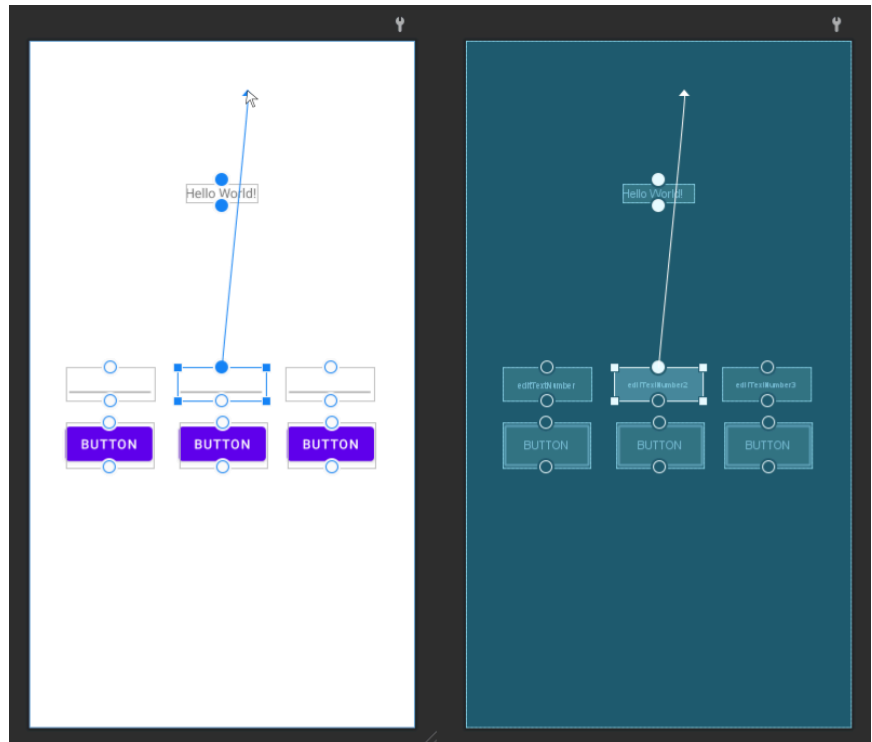 Hello World!
Hello World!
editTextNumber
editTextNumber2
editTextNumber3
BUTTON
BUTTON
BUTTON
BUTTON
BUTTON
BUTTON